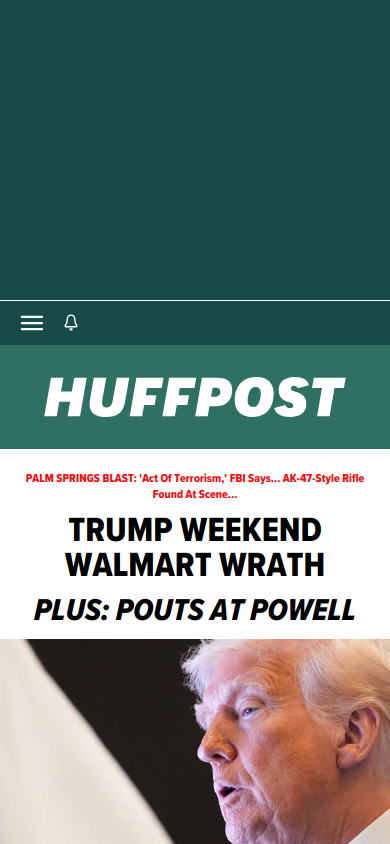 HUFFPOST
PALM SPRINGS BLAST: 'Act Of Terrorism,' FBI Says... AK-47-Style Rifle
Found At Scene...
TRUMP WEEKEND
WALMART WRATH
PLUS: POUTS AT POWELL